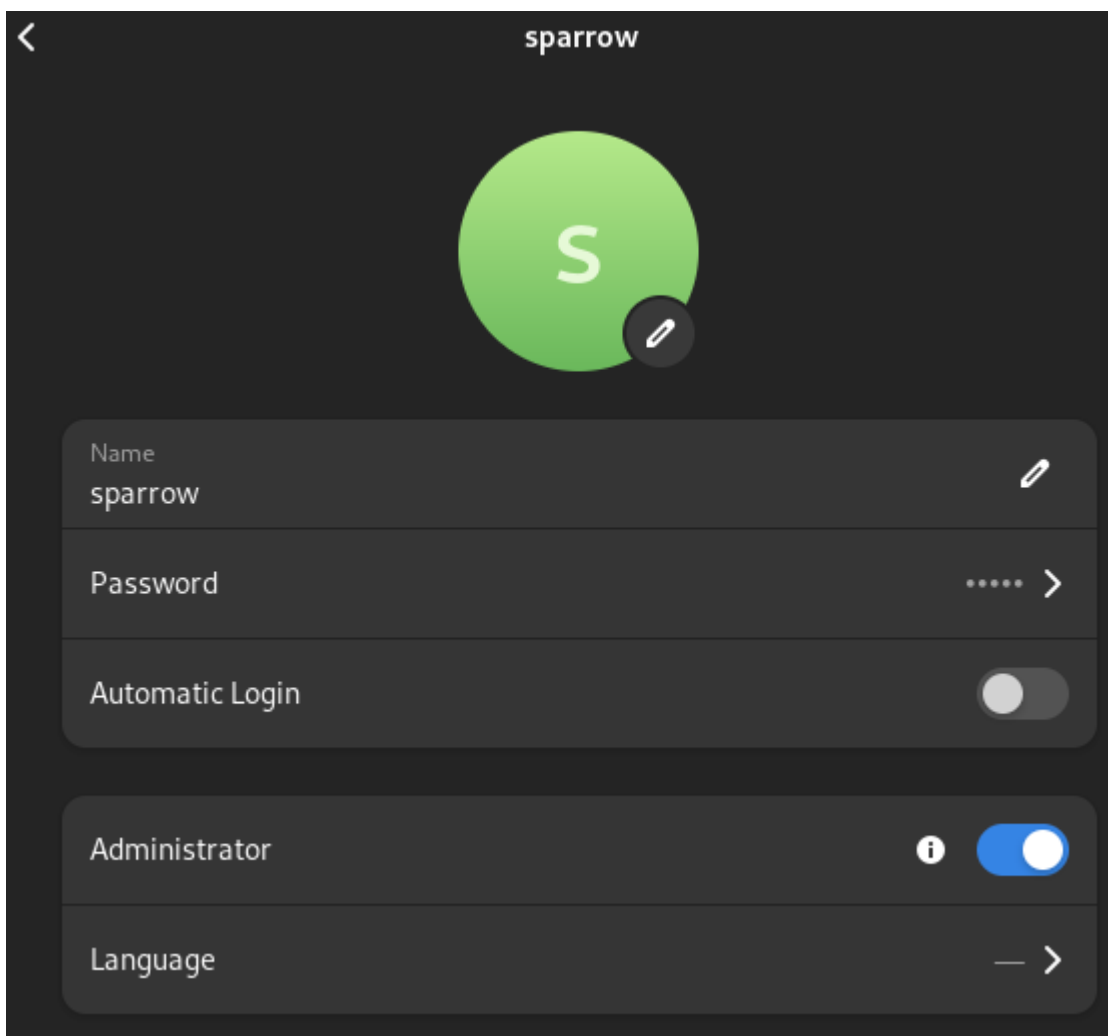 sparrow
S
Name
sparrow
Password •••••
Automatic Login
Administrator
Language —